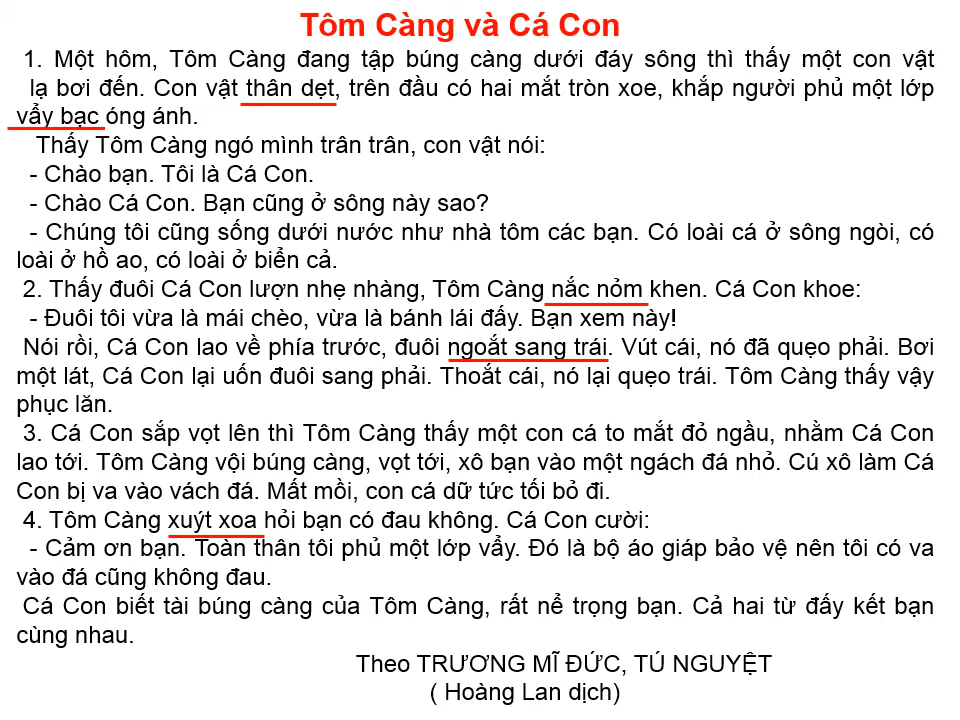 Tôm Càng và Cá Con
1. Một hôm, Tôm Càng đang tập búng càng dưới đáy sông thì thấy một con vật
lạ bơi đến. Con vật thân dẹt, trên đầu có hai mắt tròn xoe, khắp người phủ một lớp
vẩy bạc óng ánh.
Thấy Tôm Càng ngó mình trân trân, con vật nói:
- Chào bạn. Tôi là Cá Con.
- Chào Cá Con. Bạn cũng ở sông này sao?
- Chúng tôi cũng sống dưới nước như nhà tôm các bạn. Có loài cá ở sông ngòi, có
loài ở hồ ao, có loài ở biển cả.
2. Thấy đuôi Cá Con lượn nhẹ nhàng, Tôm Càng nắc nỏm khen. Cá Con khoe:
- Đuôi tôi vừa là mái chèo, vừa là bánh lái đấy. Bạn xem này!
Nói rồi, Cá Con lao về phía trước, đuôi ngoắt sang trái. Vút cái, nó đã quẹo phải. Bơi
một lát, Cá Con lại uốn đuôi sang phải. Thoắt cái, nó lại quẹo trái. Tôm Càng thấy vậy
phục lăn.
3. Cá Con sắp vọt lên thì Tôm Càng thấy một con cá to mắt đỏ ngầu, nhằm Cá Con
lao tới. Tôm Càng vội búng càng, vọt tới, xô bạn vào một ngách đá nhỏ. Cú xô làm Cá
Con bị va vào vách đá. Mất mồi, con cá dữ tức tối bỏ đi.
4. Tôm Càng xuýt xoa hỏi bạn có đau không. Cá Con cười:
- Cảm ơn bạn. Toàn thân tôi phủ một lớp vẩy. Đó là bộ áo giáp bảo vệ nên tôi có va
vào đá cũng không đau.
Cá Con biết tài búng càng của Tôm Càng, rất nể trọng bạn. Cả hai từ đấy kết bạn
cùng nhau.
Theo TRƯƠNG MĨ ĐỨC, TÚ NGUYỆT
( Hoàng Lan dịch)